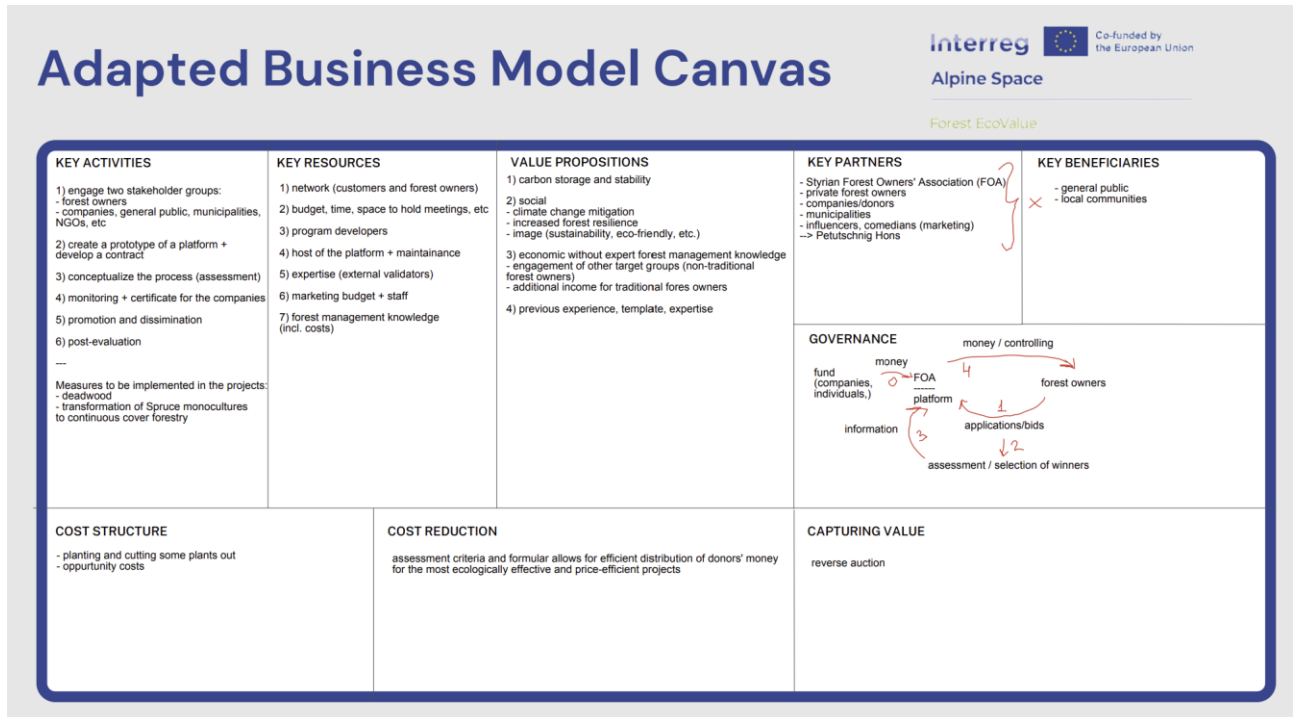 Adapted Business Model Canvas
Interreg
Co-funded by
the European Union
Alpine Space
Forest EcoValue
KEY ACTIVITIES
1) engage two stakeholder groups:
- forest owners
- companies, general public, municipalities,
NGOs, etc
2) create a prototype of a platform +
develop a contract
3) conceptualize the process (assessment)
4) monitoring + certificate for the companies
5) promotion and dissimination
6) post-evaluation
---
Measures to be implemented in the projects:
- deadwood
- transformation of Spruce monocultures
to continuous cover forestry
KEY RESOURCES
1) network (customers and forest owners)
2) budget, time, space to hold meetings, etc
3) program developers
4) host of the platform + maintainance
5) expertise (external validators)
6) marketing budget + staff
7) forest management knowledge
(incl. costs)
VALUE PROPOSITIONS
1) carbon storage and stability
2) social
- climate change mitigation
- increased forest resilience
- image (sustainability, eco-friendly, etc.)
3) economic without expert forest management knowledge
- engagement of other target groups (non-traditional
forest owners)
- additional income for traditional fores owners
4) previous experience, template, expertise
KEY PARTNERS
- Styrian Forest Owners' Association (FOA)
- private forest owners
- companies/donors
- municipalities
- influencers, comedians (marketing)
--> Petutschnig Hons
x
KEY BENEFICIARIES
- general public
- local communities
GOVERNANCE
money / controlling
money
4
fund
(companies,
individuals,)
0
FOA
------
platform
forest owners
1
applications/bids
information
3
2
assessment / selection of winners
COST STRUCTURE
- planting and cutting some plants out
- oppurtunity costs
COST REDUCTION
assessment criteria and formular allows for efficient distribution of donors' money
for the most ecologically effective and price-efficient projects
CAPTURING VALUE
reverse auction